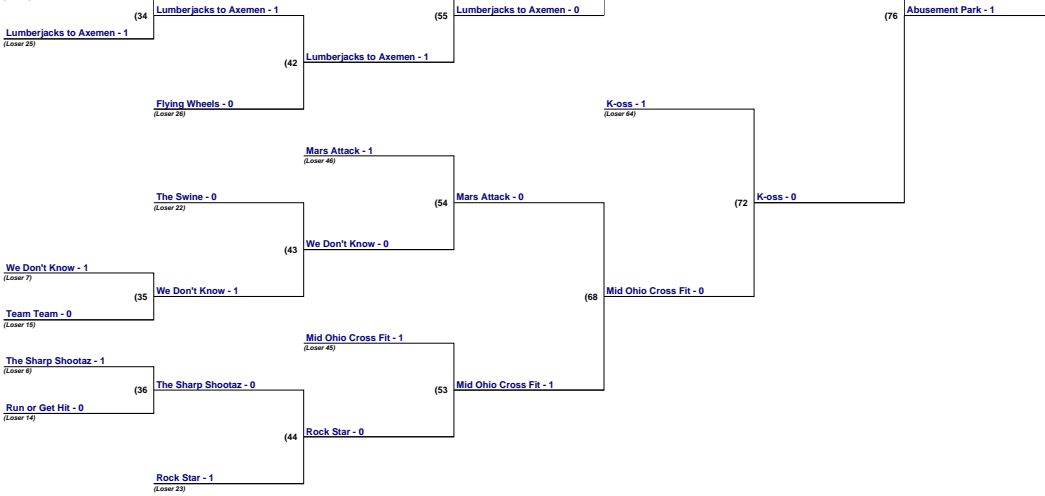 Lumberjacks to Axemen - 1
Lumberjacks to Axemen - 0
Abusement Park - 1
(34
(55
(76
Lumberjacks to Axemen - 1
(Loser 25)
Lumberjacks to Axemen - 1
(42
Flying Wheels - 0
(Loser 26)
K-oss - 1
(Loser 64)
Mars Attack - 1
(Loser 46)
The Swine - 0
(Loser 22)
(54
Mars Attack - 0
(72
K-oss - 0
(43
We Don't Know - 0
We Don't Know - 1
(Loser 7)
(35
We Don't Know - 1
(68
Mid Ohio Cross Fit - 0
Team Team - 0
(Loser 15)
Mid Ohio Cross Fit - 1
(Loser 45)
The Sharp Shootaz - 1
(Loser 6)
(36
The Sharp Shootaz - 0
(53
Mid Ohio Cross Fit - 1
Run or Get Hit - 0
(Loser 14)
(44
Rock Star - 0
Rock Star - 1
(Loser 23)